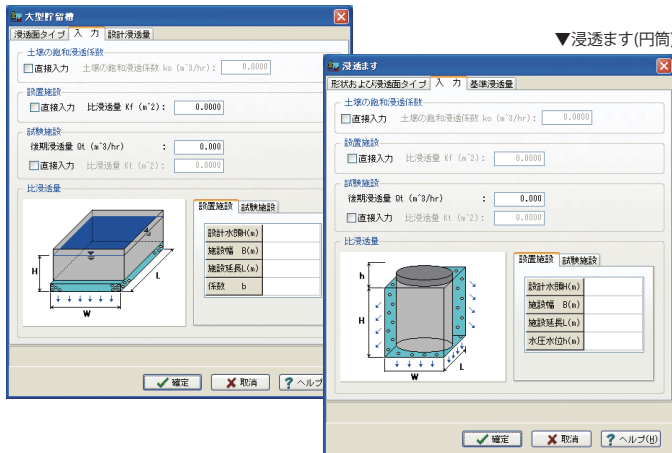 大型貯留槽
浸透面タイプ 入 力 設計浸透量
土壌の飽和浸透係数
直接入力 土壌の飽和浸透係数 ko (m^3/hr): 0.0000
設置施設
直接入力 比浸透量 Kf (m^2): 0.0000
試験施設
後期浸透量 Qt (m^3/hr) : 0.000
直接入力 比浸透量 Kt (m^2): 0.0000
比浸透量
H
L
W
設置施設 試験施設
設計水頭H(m)
施設幅 B(m)
施設延長L(m)
係数 b
確定 取消 ヘルプ
▼浸透ます(円筒)
浸透ます
形状および浸透面タイプ 入 力 基準浸透量
土壌の飽和浸透係数
直接入力 土壌の飽和浸透係数 ko (m^3/hr): 0.0000
設置施設
直接入力 比浸透量 Kf (m^2): 0.0000
試験施設
後期浸透量 Qt (m^3/hr) : 0.000
直接入力 比浸透量 Kt (m^2): 0.0000
比浸透量
h
H
L
W
設置施設 試験施設
設計水頭H(m)
施設幅 B(m)
施設延長L(m)
水圧水位h(m)
確定 取消 ヘルプ(H)